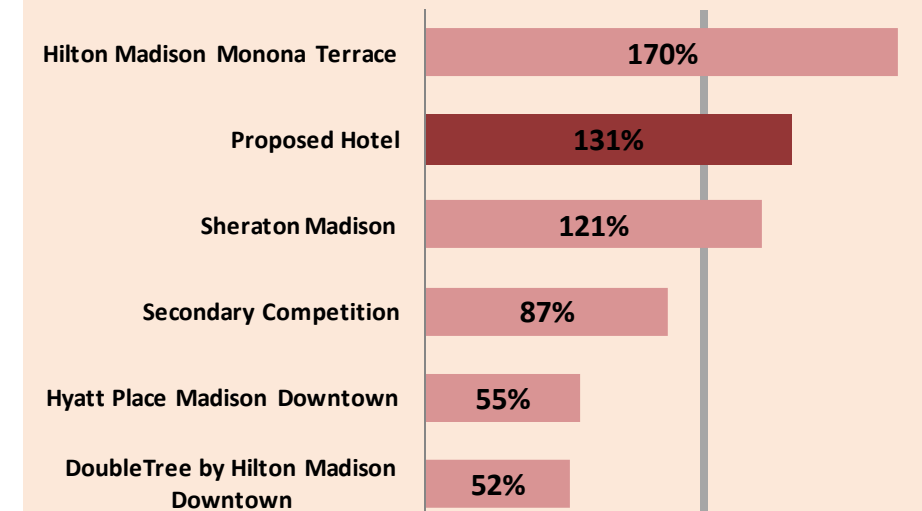 Hilton Madison Monona Terrace 170%
Proposed Hotel 131%
Sheraton Madison 121%
Secondary Competition 87%
Hyatt Place Madison Downtown 55%
DoubleTree by Hilton Madison
Downtown 52%